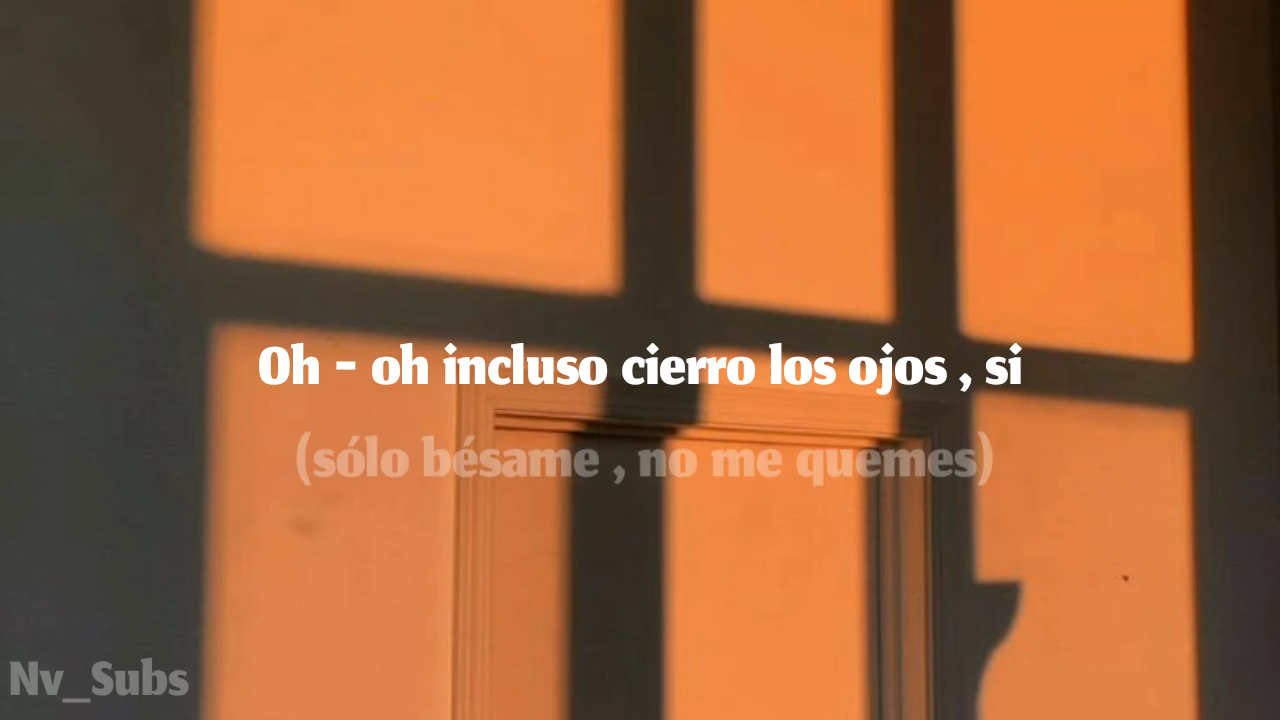 Oh - oh incluso cierro los ojos , si
(sólo bésame , no me quemes)
Nv_Subs